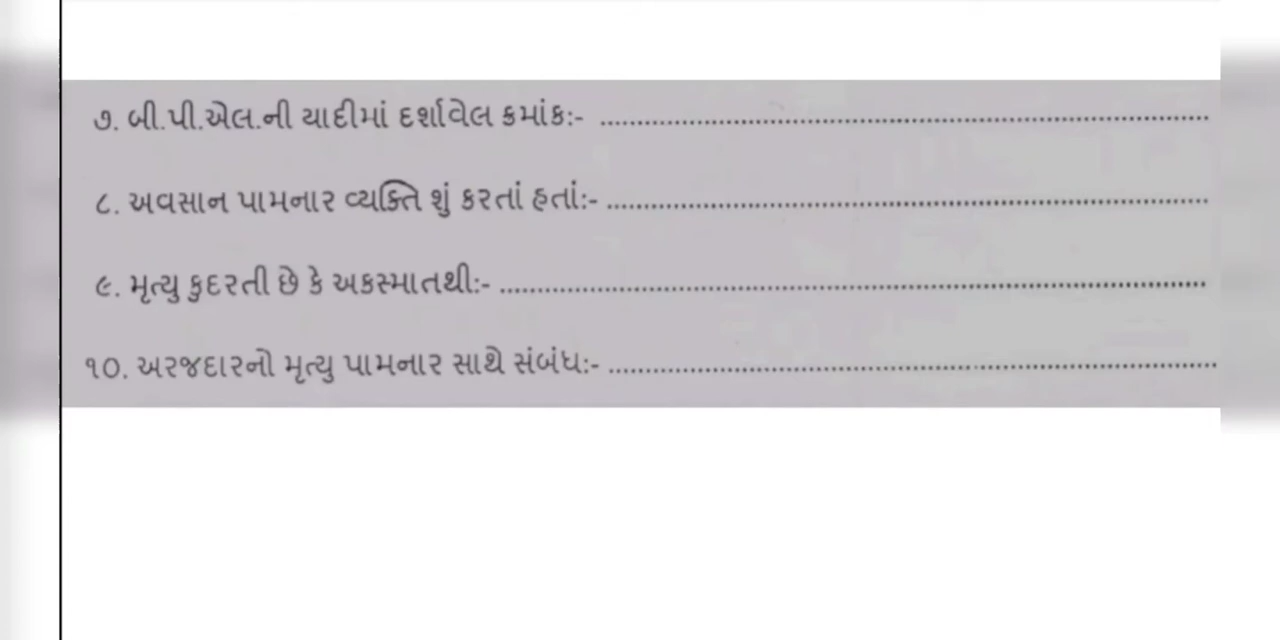 ૭. બી.પી.એલ.ની યાદીમાં દર્શાવેલ ક્રમાંકઃ- ........................................................
૮. અવસાન પામનાર વ્યક્તિ શું કરતાં હતાંઃ- ........................................................
૯. મૃત્યુ કુદરતી છે કે અકસ્માતથીઃ- ........................................................
૧૦. અરજદારનો મૃત્યુ પામનાર સાથે સંબંધઃ- ........................................................